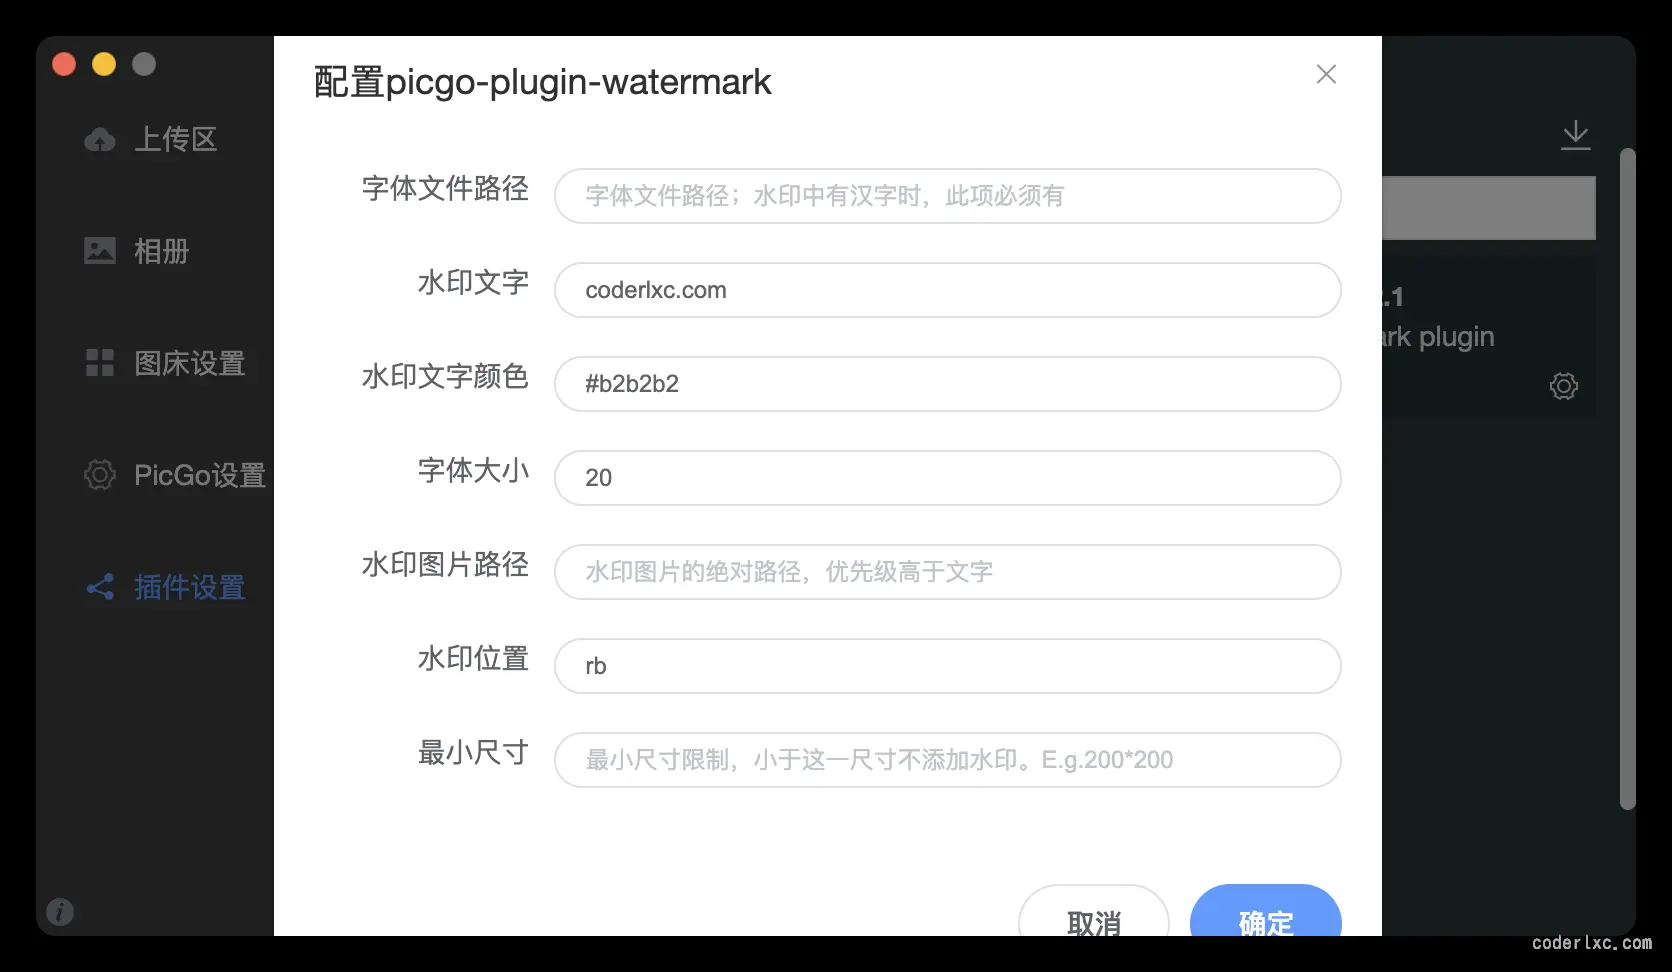 配置picgo-plugin-watermark
上传区
相册
图床设置
PicGo设置
插件设置
字体文件路径
字体文件路径；水印中有汉字时，此项必须有
水印文字
coderlxc.com
水印文字颜色
#b2b2b2
字体大小
20
水印图片路径
水印图片的绝对路径，优先级高于文字
水印位置
rb
最小尺寸
最小尺寸限制，小于这一尺寸不添加水印。E.g.200*200
.1
ark plugin
取消
确定
coderlxc.com